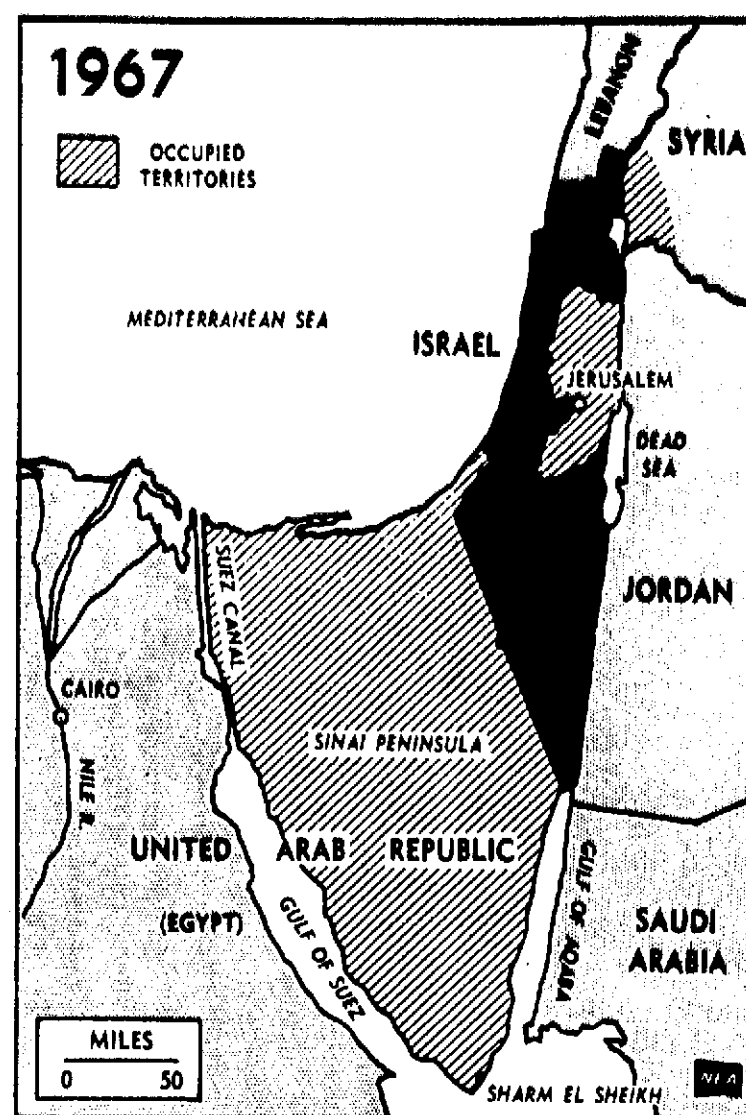 1967
OCCUPIED
TERRITORIES
LEBANON
SYRIA
MEDITERRANEAN SEA
ISRAEL
JERUSALEM
DEAD
SEA
SUEZ CANAL
JORDAN
CAIRO
SINAI PENINSULA
NILE R.
UNITED ARAB REPUBLIC
(EGYPT)
GULF OF SUEZ
GULF OF AQABA
SAUDI
ARABIA
MILES
0 50
SHARM EL SHEIKH
NEA